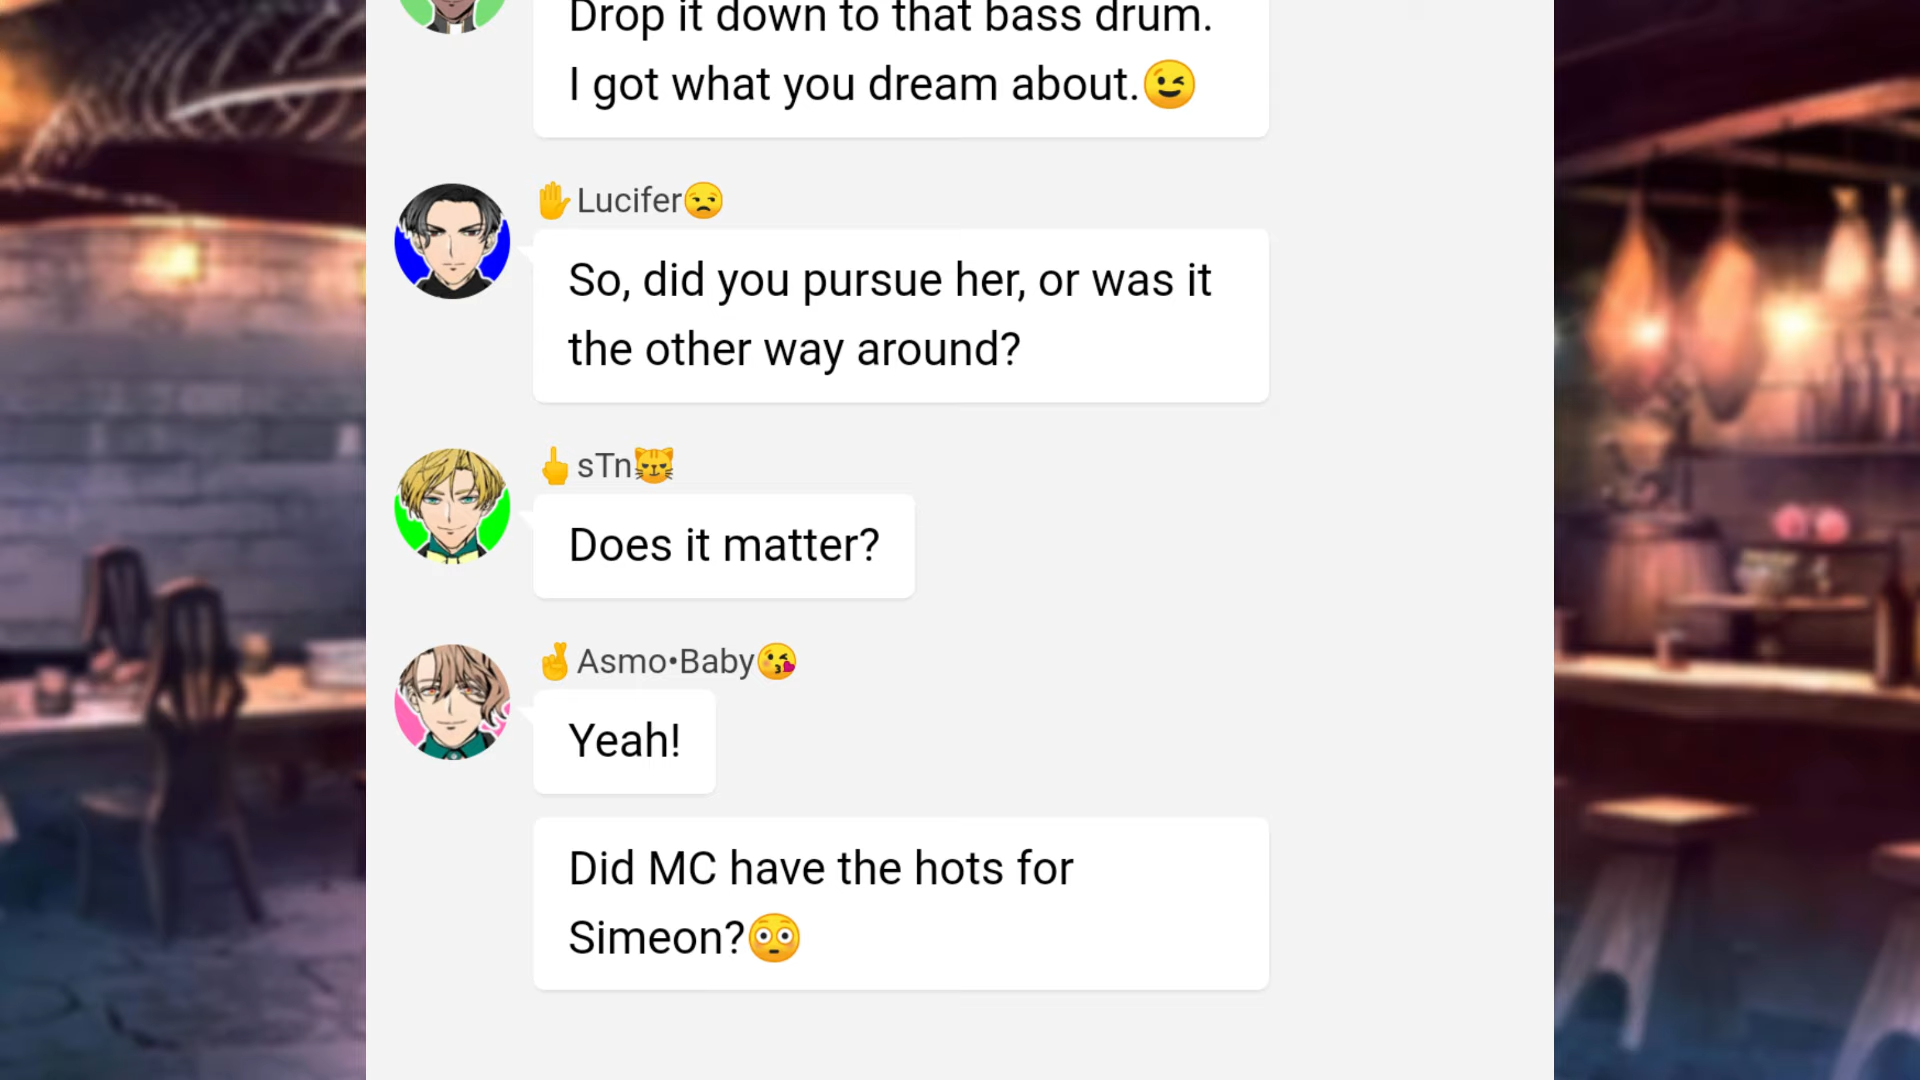 Drop it down to that bass drum.
I got what you dream about.😉
✋Lucifer😒
So, did you pursue her, or was it
the other way around?
🖕sTn😼
Does it matter?
🤞Asmo•Baby😘
Yeah!
Did MC have the hots for
Simeon?😳